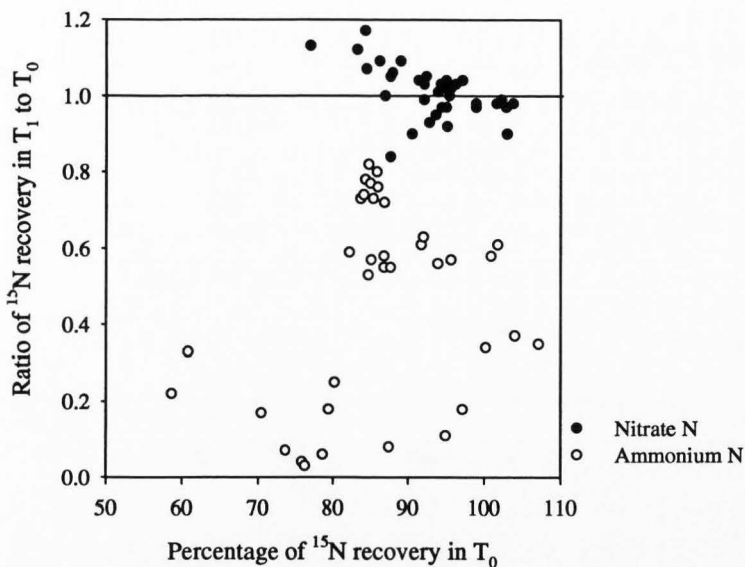 1.2
1.0
0.8
0.6
0.4
0.2
0.0
Ratio of ¹⁵N recovery in T₁ to T₀
50 60 70 80 90 100 110
Percentage of ¹⁵N recovery in T₀
Nitrate N
Ammonium N